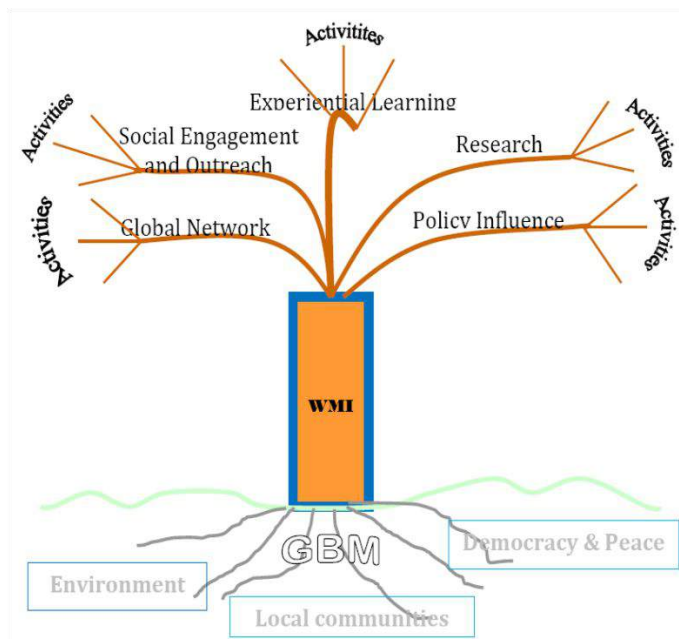 Activitites
Experiential Learning
Activities
Social Engagement
and Outreach
Research
Activities
Activities
Global Network
Policy Influence
Activities
WMI
GBM
Democracy & Peace
Environment
Local communities